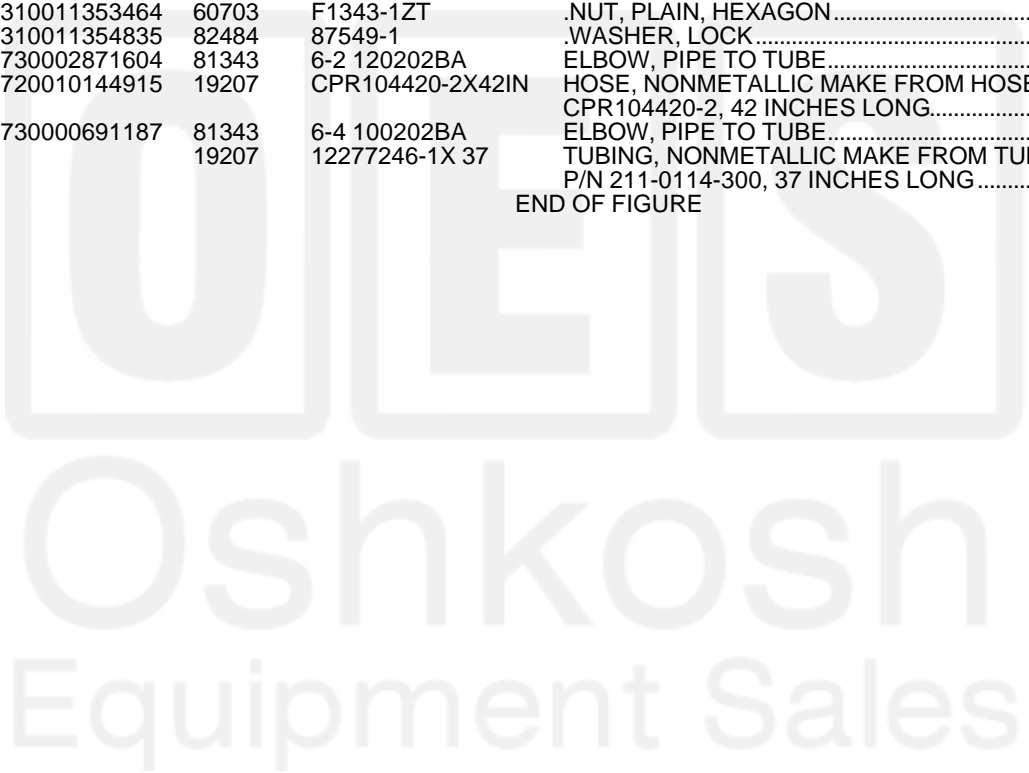 310011353464 60703 F1343-1ZT .NUT, PLAIN, HEXAGON
310011354835 82484 87549-1 .WASHER, LOCK
730002871604 81343 6-2 120202BA ELBOW, PIPE TO TUBE
720010144915 19207 CPR104420-2X42IN HOSE, NONMETALLIC MAKE FROM HOSE
CPR104420-2, 42 INCHES LONG
730000691187 81343 6-4 100202BA ELBOW, PIPE TO TUBE
19207 12277246-1X 37 TUBING, NONMETALLIC MAKE FROM
P/N 211-0114-300, 37 INCHES LONG
END OF FIGURE
OES
Oshkosh
Equipment Sales